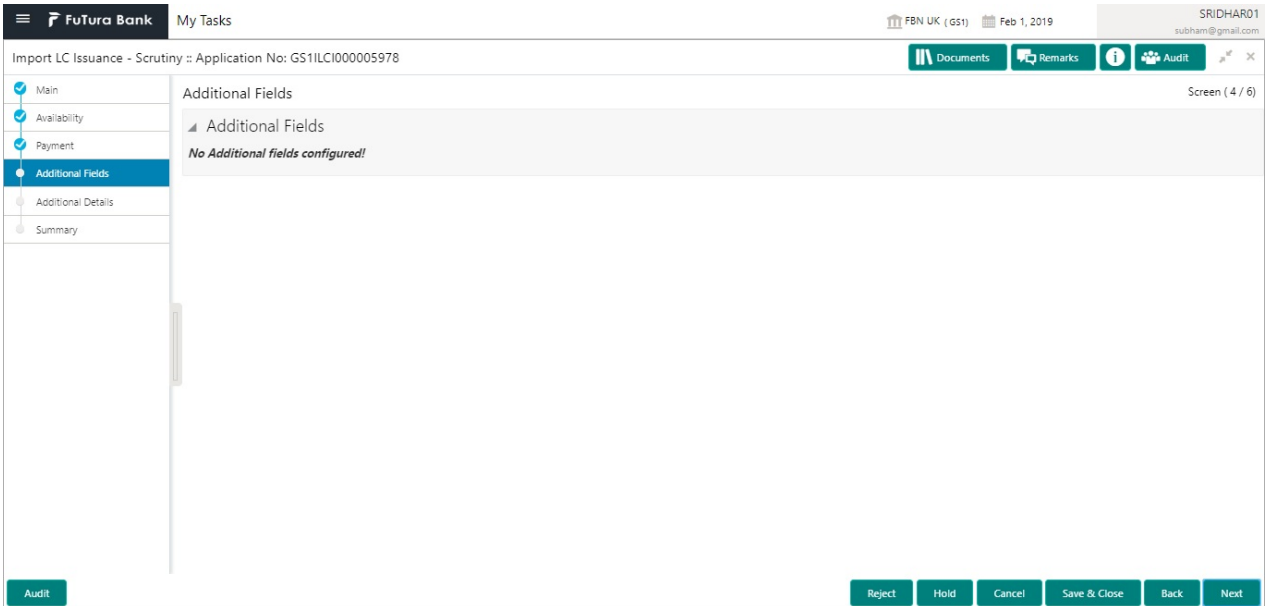 FuTura Bank
My Tasks
FBN UK ( GS1)
Feb 1, 2019
SRIDHAR01
subham@gmail.com
Import LC Issuance - Scrutiny :: Application No: GS1ILCI000005978
Documents
Remarks
i
Audit
Main
Availability
Payment
Additional Fields
Additional Details
Summary
Additional Fields
Screen ( 4 / 6)
Additional Fields
No Additional fields configured!
Audit
Reject
Hold
Cancel
Save & Close
Back
Next